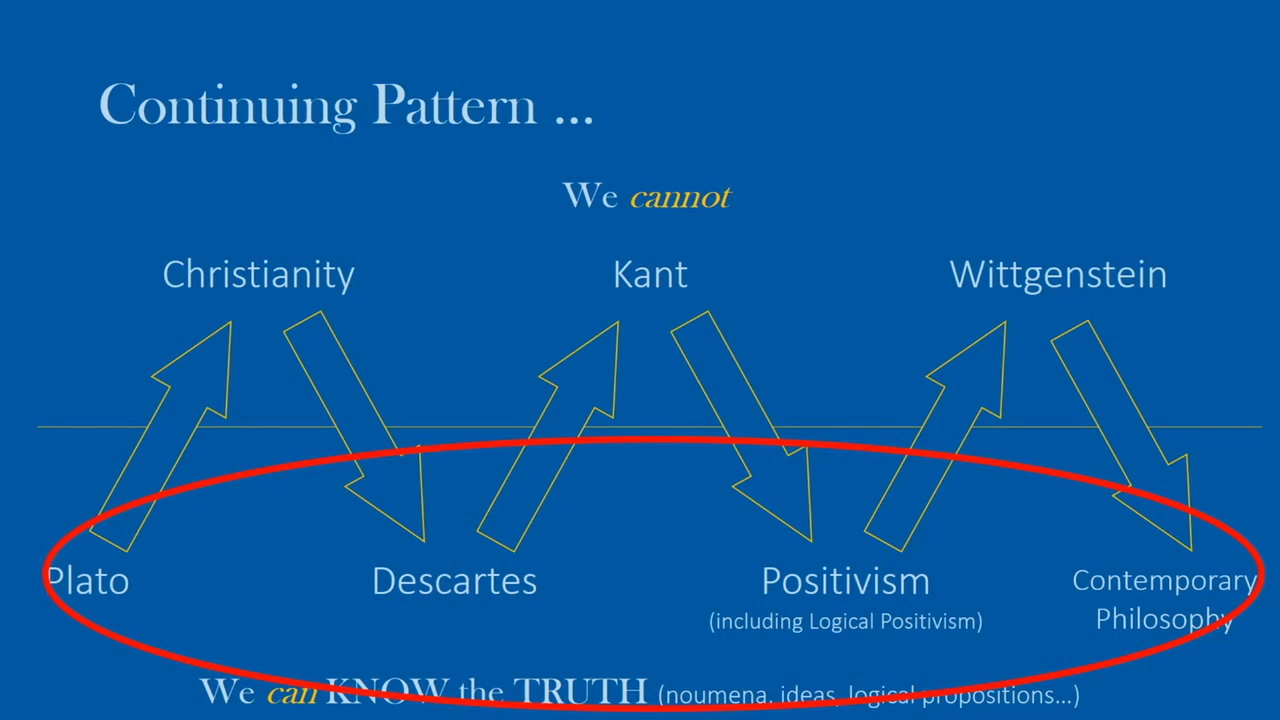 Continuing Pattern ...
We cannot
Christianity Kant Wittgenstein
Plato Descartes Positivism Contemporary
(including Logical Positivism) Philosophy
We can KNOW the TRUTH (noumena, ideas, logical propositions...)